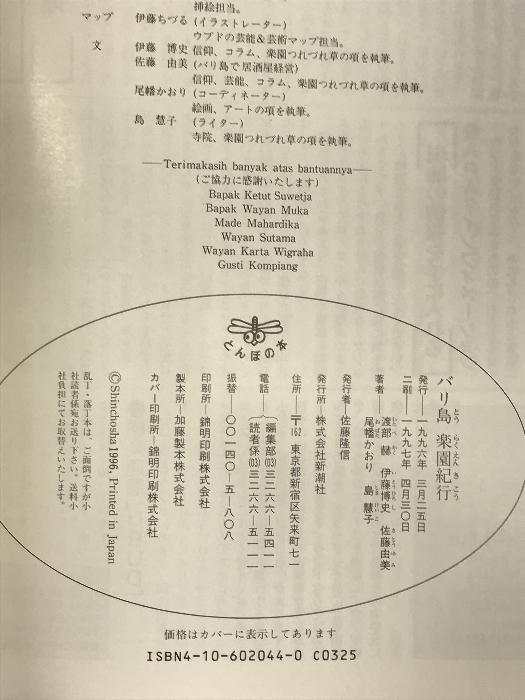 挿絵担当。
マップ 伊藤ちづる(イラストレーター)
ウブドの芸能&芸術マップ担当。
文 伊藤 博史 信仰、コラム、楽園つれづれ草の項を執筆。
佐藤 由美(バリ島で居酒屋経営)
信仰、芸能、コラム、楽園つれづれ草の項を執筆。
尾幡かおり(コーディネーター)
絵画、アートの項を執筆。
島 慧子 (ライター)
寺院、楽園つれづれ草の項を執筆。
——Terimakasih banyak atas bantuannya——
(ご協力に感謝いたします)
Bapak Ketut Suwetja
Bapak Wayan Muka
Made Mahardika
Wayan Sutama
Wayan Karta Wigraha
Gusti Kompiang
とんぼの本
バリ島 楽園紀行
発行——一九九六年 三月二五日
二刷——一九九七年 四月三〇日
著者——渡部 赫 伊藤博史 佐藤由美
尾幡かおり 島 慧子
発行者—佐藤隆信
発行所—株式会社新潮社
住所——〒162 東京都新宿区矢来町七一
電話——編集部(03)三二六六—五四一一
読者係(03)三二六六—五一一一
振替——〇〇一四〇—五—八〇八
印刷所—錦明印刷株式会社
製本所—加藤製本株式会社
カバー印刷所—錦明印刷株式会社
©Shinchosha 1996, Printed in Japan
乱丁・落丁本は、ご面倒ですが小
社読者係宛お送り下さい。送料小
社負担にてお取替えいたします。
価格はカバーに表示してあります
ISBN4-10-602044-0 C0325